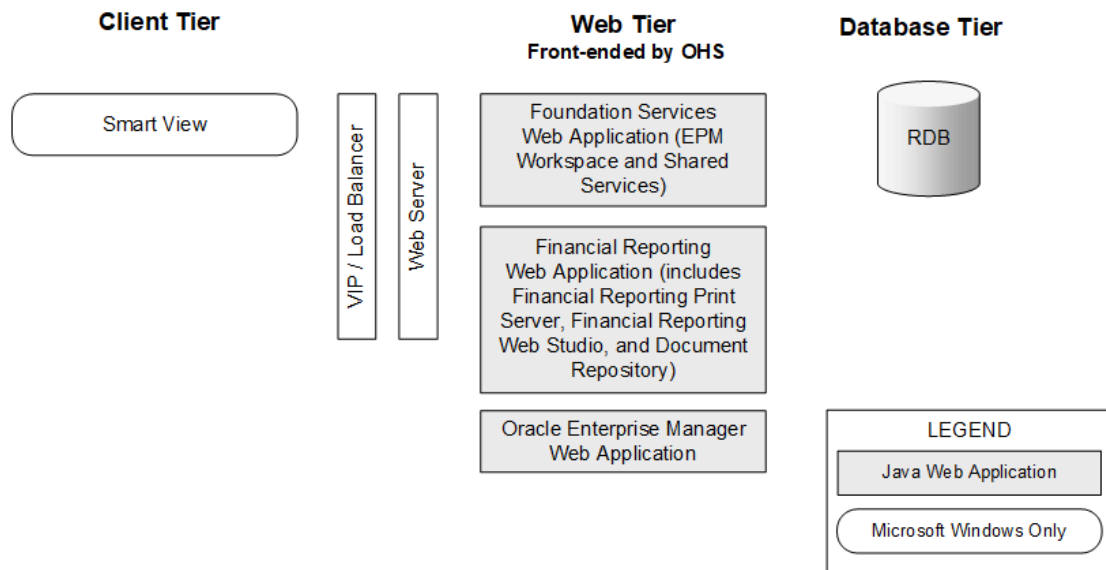 Client Tier
Web Tier
Front-ended by OHS
Database Tier
Smart View
VIP / Load Balancer
Web Server
Foundation Services
Web Application (EPM
Workspace and Shared
Services)
RDB
Financial Reporting
Web Application (includes
Financial Reporting Print
Server, Financial Reporting
Web Studio, and Document
Repository)
Oracle Enterprise Manager
Web Application
LEGEND
Java Web Application
Microsoft Windows Only